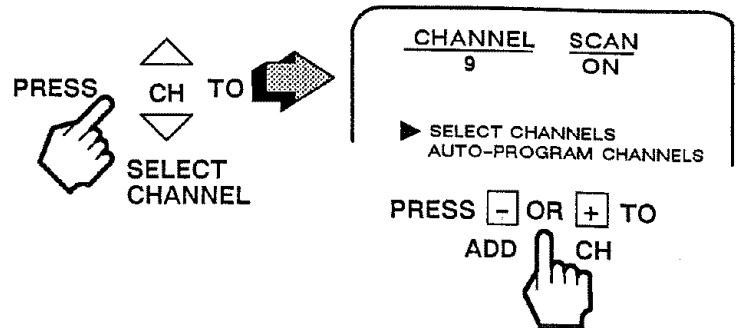 PRESS CH TO
SELECT
CHANNEL
CHANNEL SCAN
9 ON
SELECT CHANNELS
AUTO-PROGRAM CHANNELS
PRESS - OR + TO
ADD CH